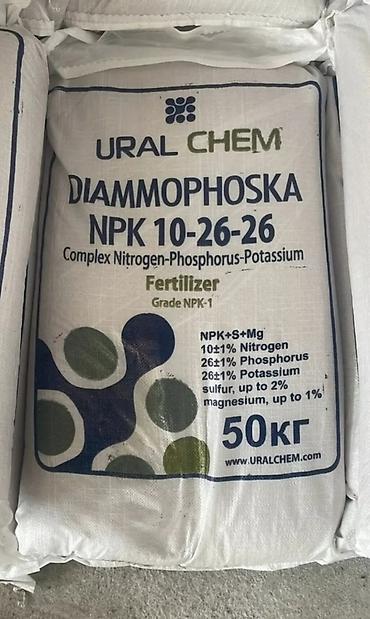 URAL CHEM
DIAMMOPHOSKA
NPK 10-26-26
Complex Nitrogen-Phosphorus-Potassium
Fertilizer
Grade NPK-1
NPK+S+Mg
10±1% Nitrogen
26±1% Phosphorus
26±1% Potassium
sulfur, up to 2%
magnesium, up to 1%
50кг
www.URALCHEM.com